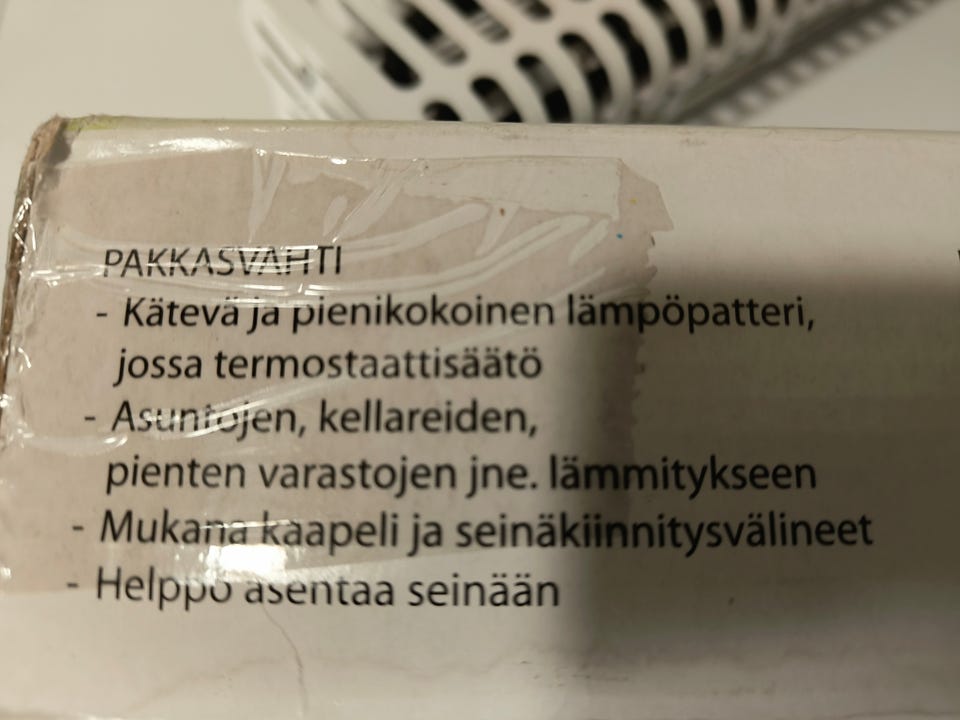 PAKKASVAHTI
- Kätevä ja pienikokoinen lämpöpatteri,
jossa termostaattisäätö
- Asuntojen, kellareiden,
pienten varastojen jne. lämmitykseen
- Mukana kaapeli ja seinäkiinnitysvälineet
- Helppo asentaa seinään